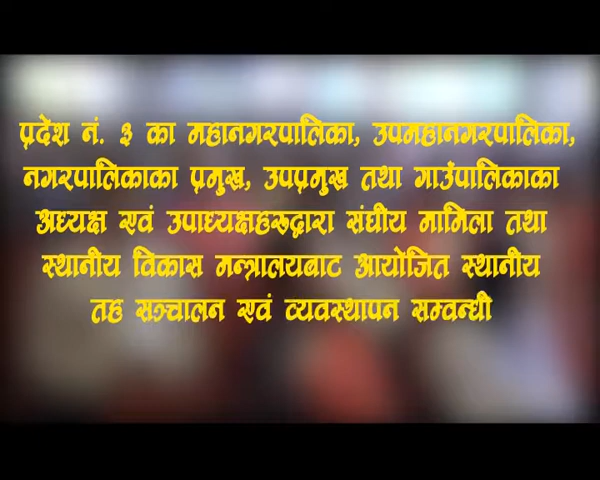 प्रदेश नं. ३ का महानगरपालिका, उपमहानगरपालिका,
नगरपालिकाका प्रमुख, उपप्रमुख तथा गाउँपालिकाका
अध्यक्ष एवं उपाध्यक्षहरूद्वारा संघीय मामिला तथा
स्थानीय विकास मन्त्रालयबाट आयोजित स्थानीय
तह सञ्चालन एवं व्यवस्थापन सम्वन्धी